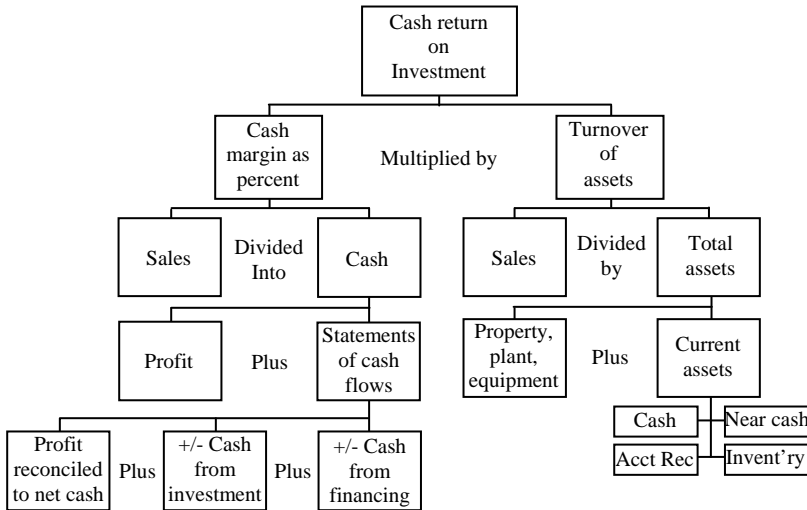 Cash return
on
Investment
Cash
margin as
percent
Multiplied by
Turnover
of
assets
Sales
Divided
Into
Cash
Sales
Divided
by
Total
assets
Profit
Plus
Statements
of cash
flows
Property,
plant,
equipment
Plus
Current
assets
Cash
Near cash
Acct Rec
Invent'ry
Profit
reconciled
to net cash
Plus
+/- Cash
from
investment
Plus
+/- Cash
from
financing